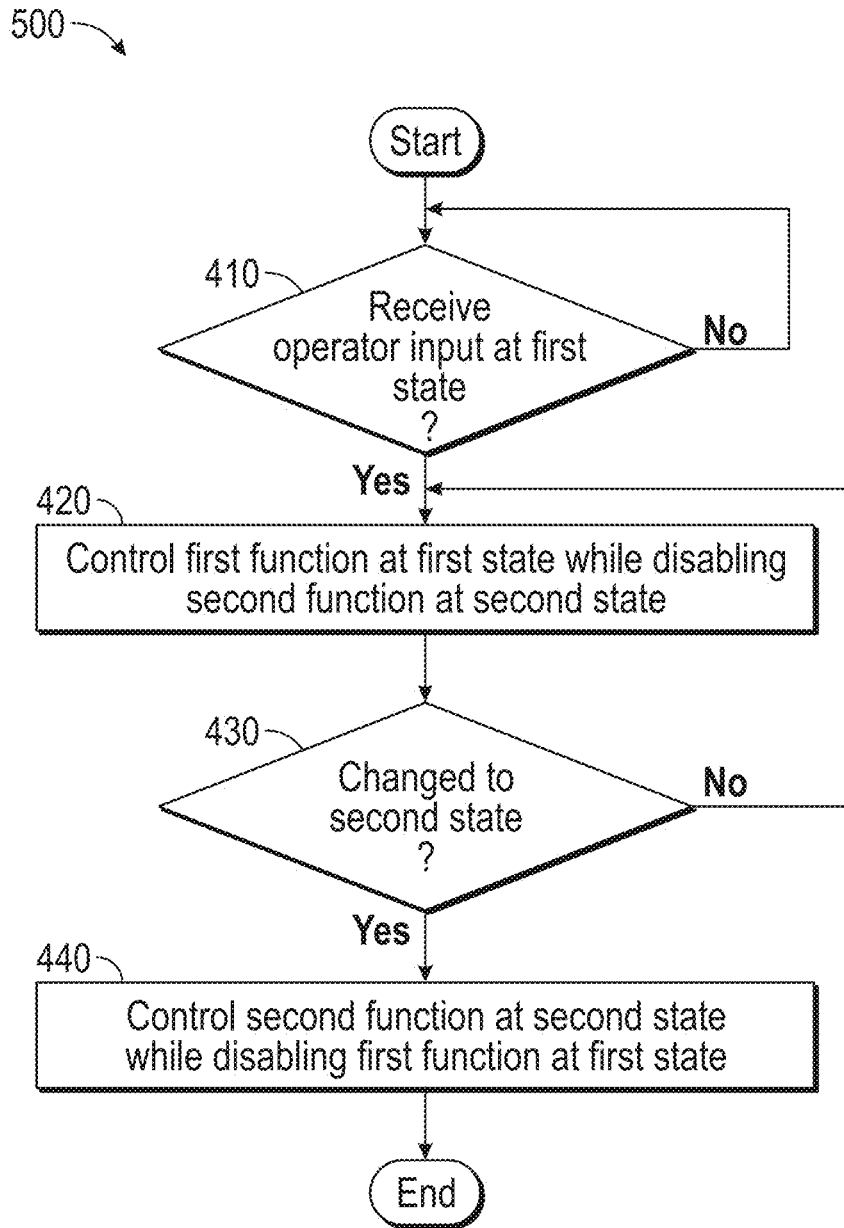 500
Start
410
Receive
operator input at first
state
?
No
Yes
420
Control first function at first state while disabling
second function at second state
430
Changed to
second state
?
No
Yes
440
Control second function at second state
while disabling first function at first state
End